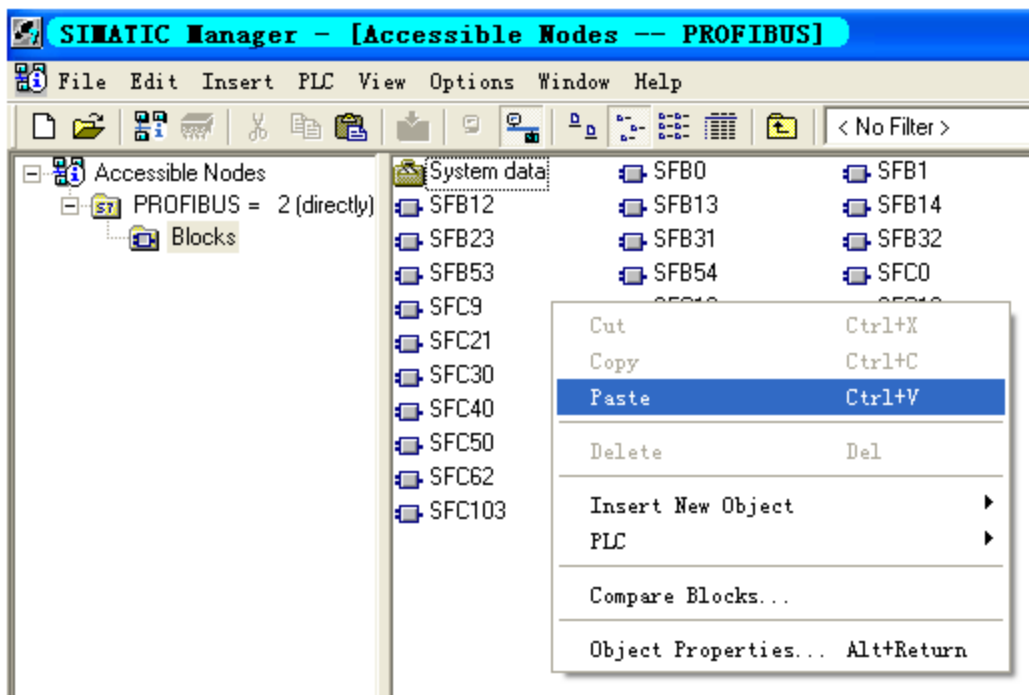 SIMATIC Manager - [Accessible Nodes -- PROFIBUS]
File Edit Insert PLC View Options Window Help
< No Filter >
Accessible Nodes
PROFIBUS = 2 (directly)
Blocks
System data SFB0 SFB1
SFB12 SFB13 SFB14
SFB23 SFB31 SFB32
SFB53 SFB54 SFC0
SFC9
SFC21
SFC30
SFC40
SFC50
SFC62
SFC103
Cut Ctrl+X
Copy Ctrl+C
Paste Ctrl+V
Delete Del
Insert New Object
PLC
Compare Blocks...
Object Properties... Alt+Return